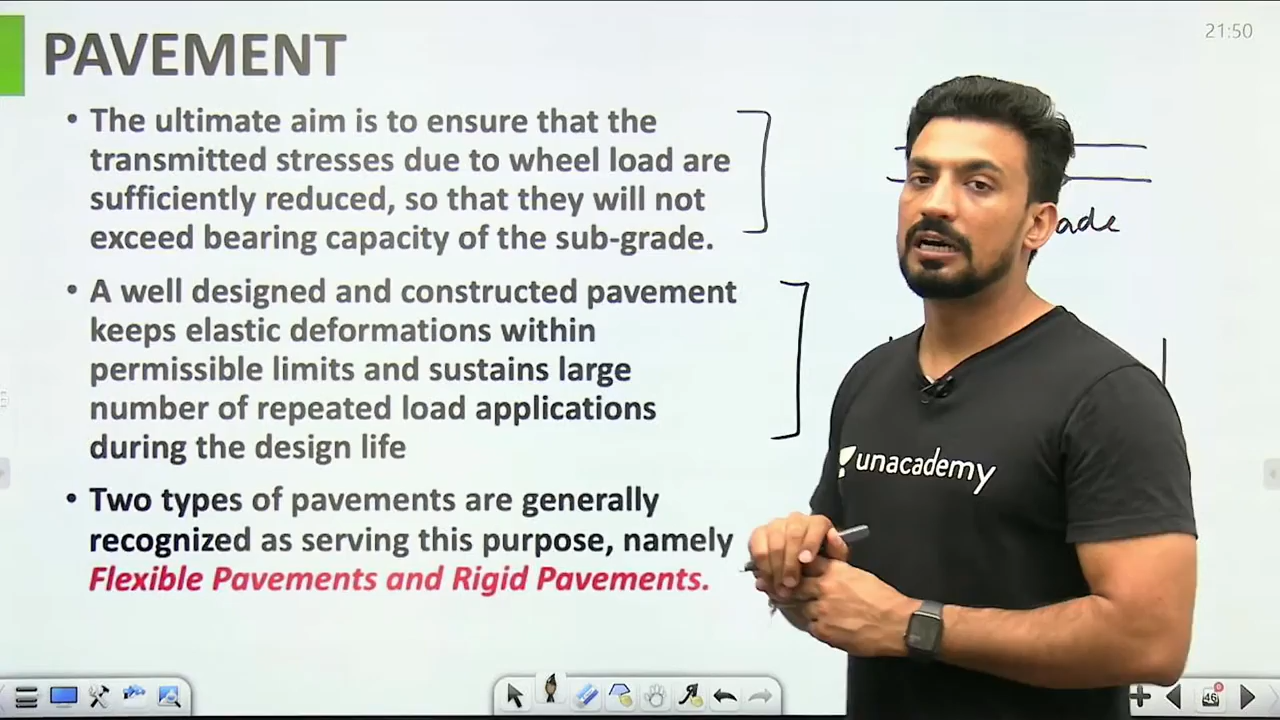 21:50
PAVEMENT
• The ultimate aim is to ensure that the
transmitted stresses due to wheel load are
sufficiently reduced, so that they will not
exceed bearing capacity of the sub-grade.
ade
• A well designed and constructed pavement
keeps elastic deformations within
permissible limits and sustains large
number of repeated load applications
during the design life
unacademy
• Two types of pavements are generally
recognized as serving this purpose, namely
Flexible Pavements and Rigid Pavements.
46